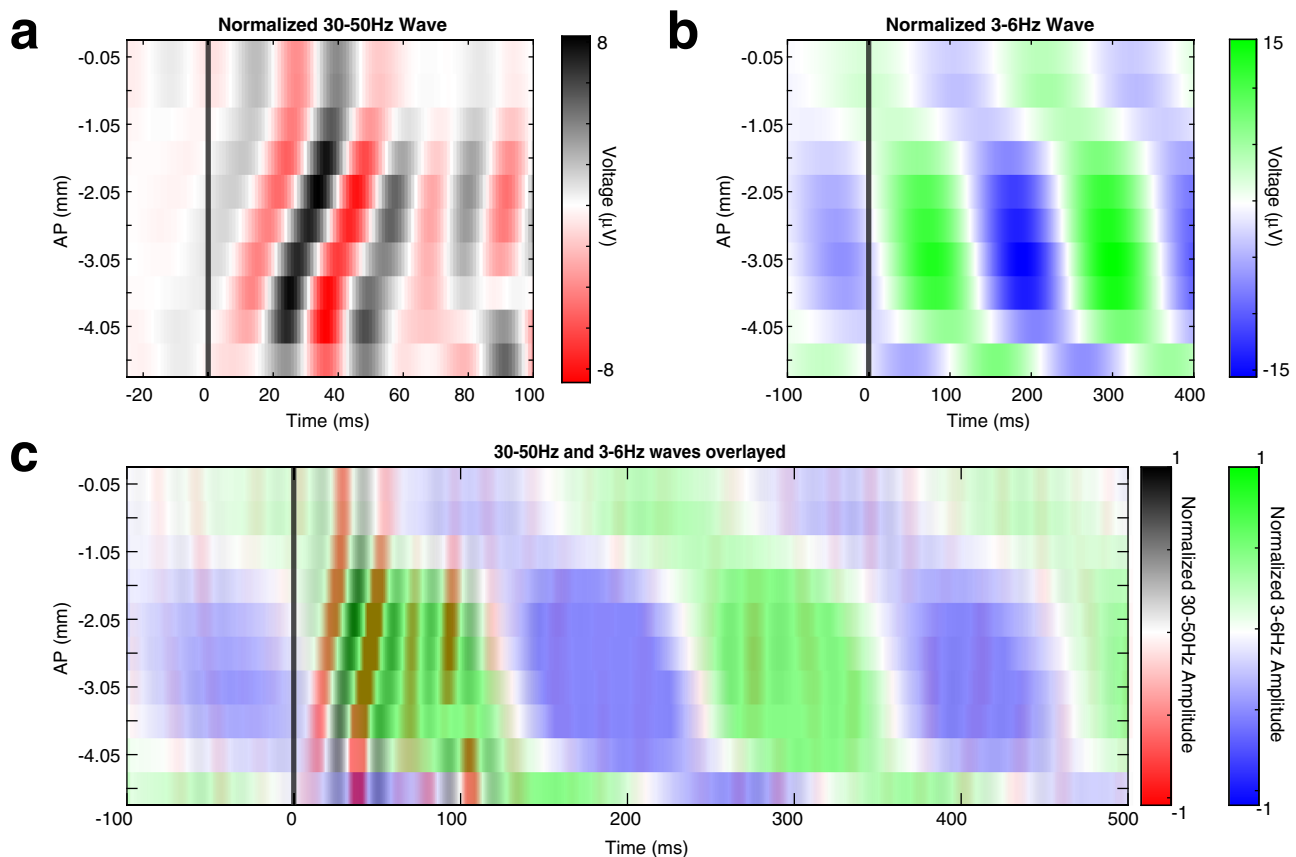 a
Normalized 30-50Hz Wave
AP (mm)
-0.05
-1.05
-2.05
-3.05
-4.05
-20 0 20 40 60 80 100
Time (ms)
8
-8
Voltage (μV)
b
Normalized 3-6Hz Wave
AP (mm)
-0.05
-1.05
-2.05
-3.05
-4.05
-100 0 100 200 300 400
Time (ms)
15
-15
Voltage (μV)
c
30-50Hz and 3-6Hz waves overlayed
AP (mm)
-0.05
-1.05
-2.05
-3.05
-4.05
-100 0 100 200 300 400 500
Time (ms)
1
-1
Normalized 30-50Hz Amplitude
1
-1
Normalized 3-6Hz Amplitude